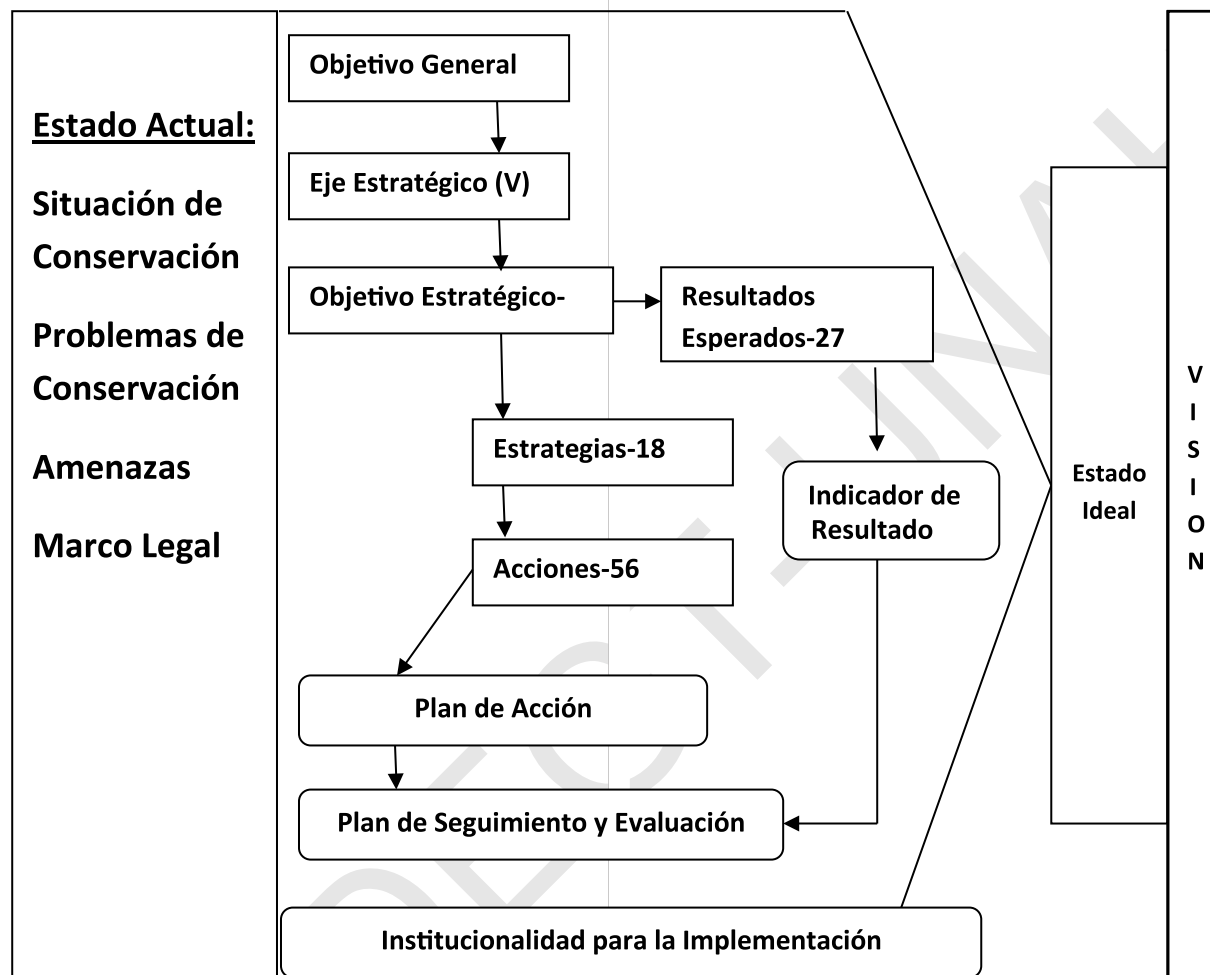 Estado Actual:
Situación de
Conservación
Problemas de
Conservación
Amenazas
Marco Legal
Objetivo General
Eje Estratégico (V)
Objetivo Estratégico-
Resultados
Esperados-27
Estrategias-18
Indicador de
Resultado
Acciones-56
Plan de Acción
Plan de Seguimiento y Evaluación
Institucionalidad para la Implementación
Estado
Ideal
V
I
S
I
O
N